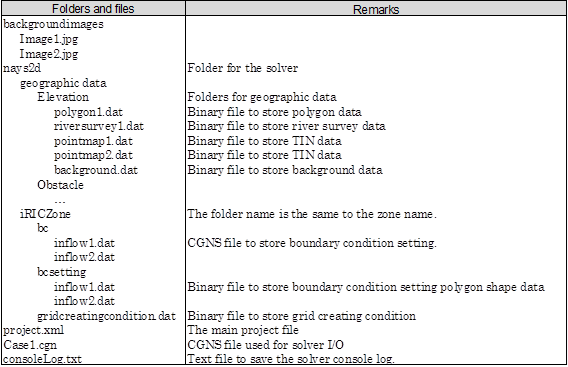 Folders and files Remarks
backgroundimages
Image1.jpg
Image2.jpg
nays2d Folder for the solver
geographic data
Elevation Folders for geographic data
polygon1.dat Binary file to store polygon data
riversurvey1.dat Binary file to store river survey data
pointmap1.dat Binary file to store TIN data
pointmap2.dat Binary file to store TIN data
background.dat Binary file to store background data
Obstacle
...
iRICZone The folder name is the same to the zone name.
bc
inflow1.dat CGNS file to store boundary condition setting.
inflow2.dat
bcsetting
inflow1.dat Binary file to store boundary condition setting polygon shape data
inflow2.dat
gridcreatingcondition.dat Binary file to store grid creating condition
project.xml The main project file
Case1.cgn CGNS file used for solver I/O
consoleLog.txt Text file to save the solver console log.